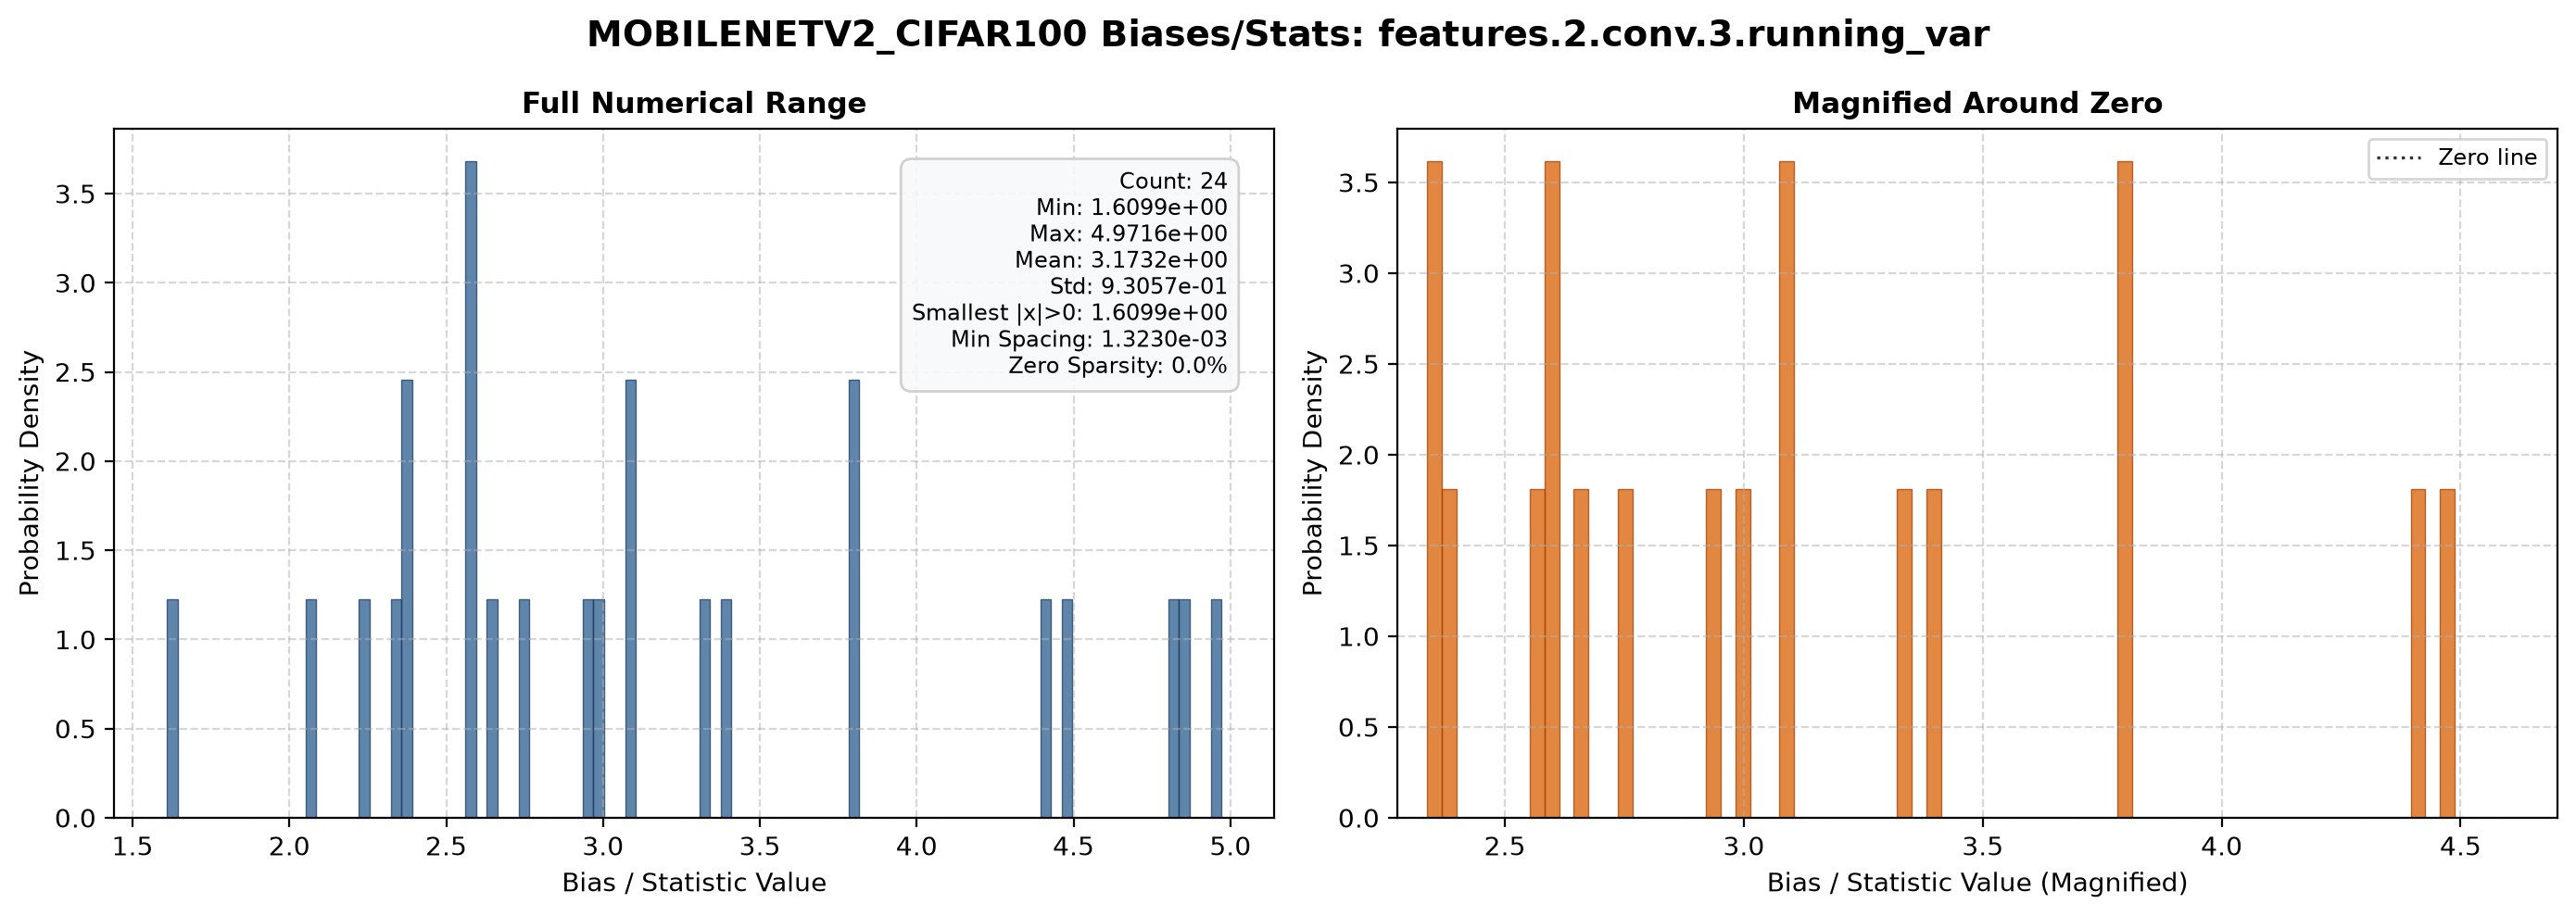 MOBILENETV2_CIFAR100 Biases/Stats: features.2.conv.3.running_var
Full Numerical Range
Probability Density
0.0
0.5
1.0
1.5
2.0
2.5
3.0
3.5
Count: 24
Min: 1.6099e+00
Max: 4.9716e+00
Mean: 3.1732e+00
Std: 9.3057e-01
Smallest |x|>0: 1.6099e+00
Min Spacing: 1.3230e-03
Zero Sparsity: 0.0%
1.5 2.0 2.5 3.0 3.5 4.0 4.5 5.0
Bias / Statistic Value
Magnified Around Zero
Probability Density
0.0
0.5
1.0
1.5
2.0
2.5
3.0
3.5
Zero line
2.5 3.0 3.5 4.0 4.5
Bias / Statistic Value (Magnified)